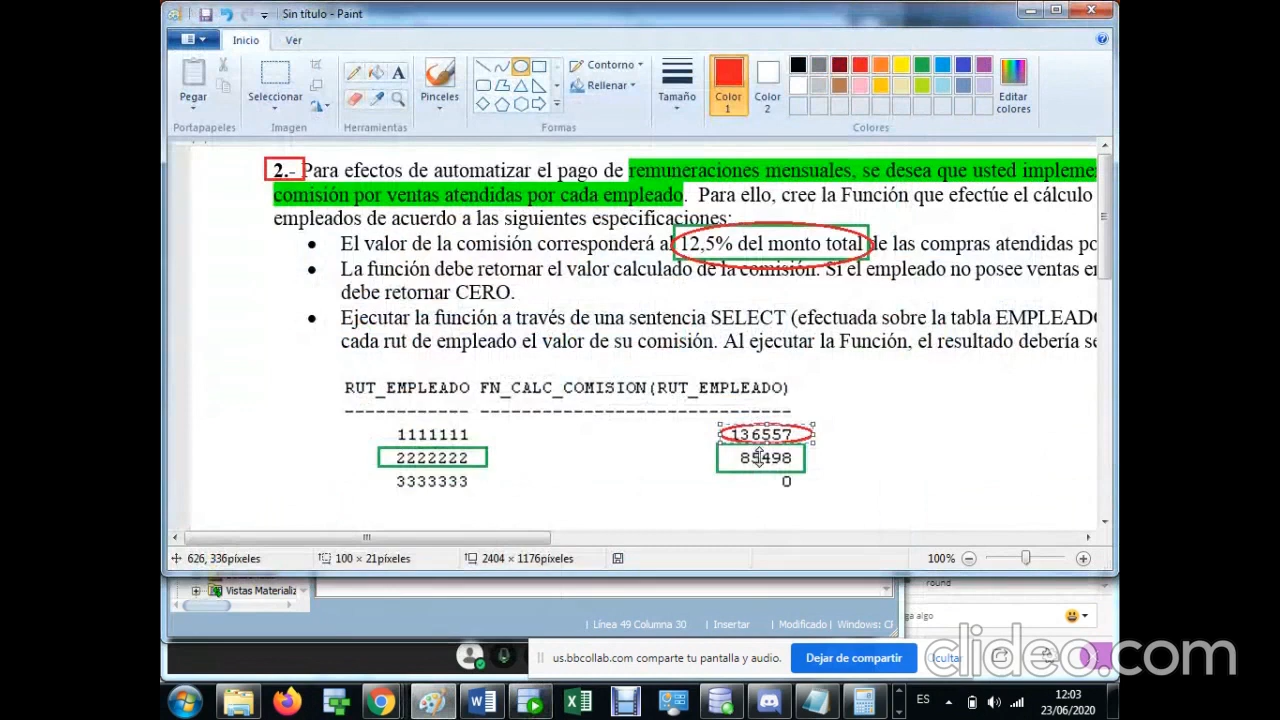 Sin título - Paint
Inicio
Ver
Pegar
Seleccionar
Pinceles
Contorno
Rellenar
Tamaño
Color
1
Color
2
Editar
colores
Portapapeles
Imagen
Herramientas
Formas
Colores
2.- Para efectos de automatizar el pago de remuneraciones mensuales, se desea que usted implemen
comisión por ventas atendidas por cada empleado. Para ello, cree la Función que efectúe el cálculo
empleados de acuerdo a las siguientes especificaciones:
• El valor de la comisión corresponderá al 12,5% del monto total de las compras atendidas po
• La función debe retornar el valor calculado de la comisión. Si el empleado no posee ventas en
debe retornar CERO.
• Ejecutar la función a través de una sentencia SELECT (efectuada sobre la tabla EMPLEADO
cada rut de empleado el valor de su comisión. Al ejecutar la Función, el resultado debería se
RUT_EMPLEADO FN_CALC_COMISION(RUT_EMPLEADO)
------------ ------------------------------
1111111 136557
2222222 85498
3333333 0
626, 336píxeles
100 × 21píxeles
2404 × 1176píxeles
100%
Vistas Materializ
round
ga algo
Línea 49 Columna 30
Insertar
Modificado
Windows: CR
us.bbcollab.com comparte tu pantalla y audio.
Dejar de compartir
Ocultar
clideo.com
ES
12:03
23/06/2020